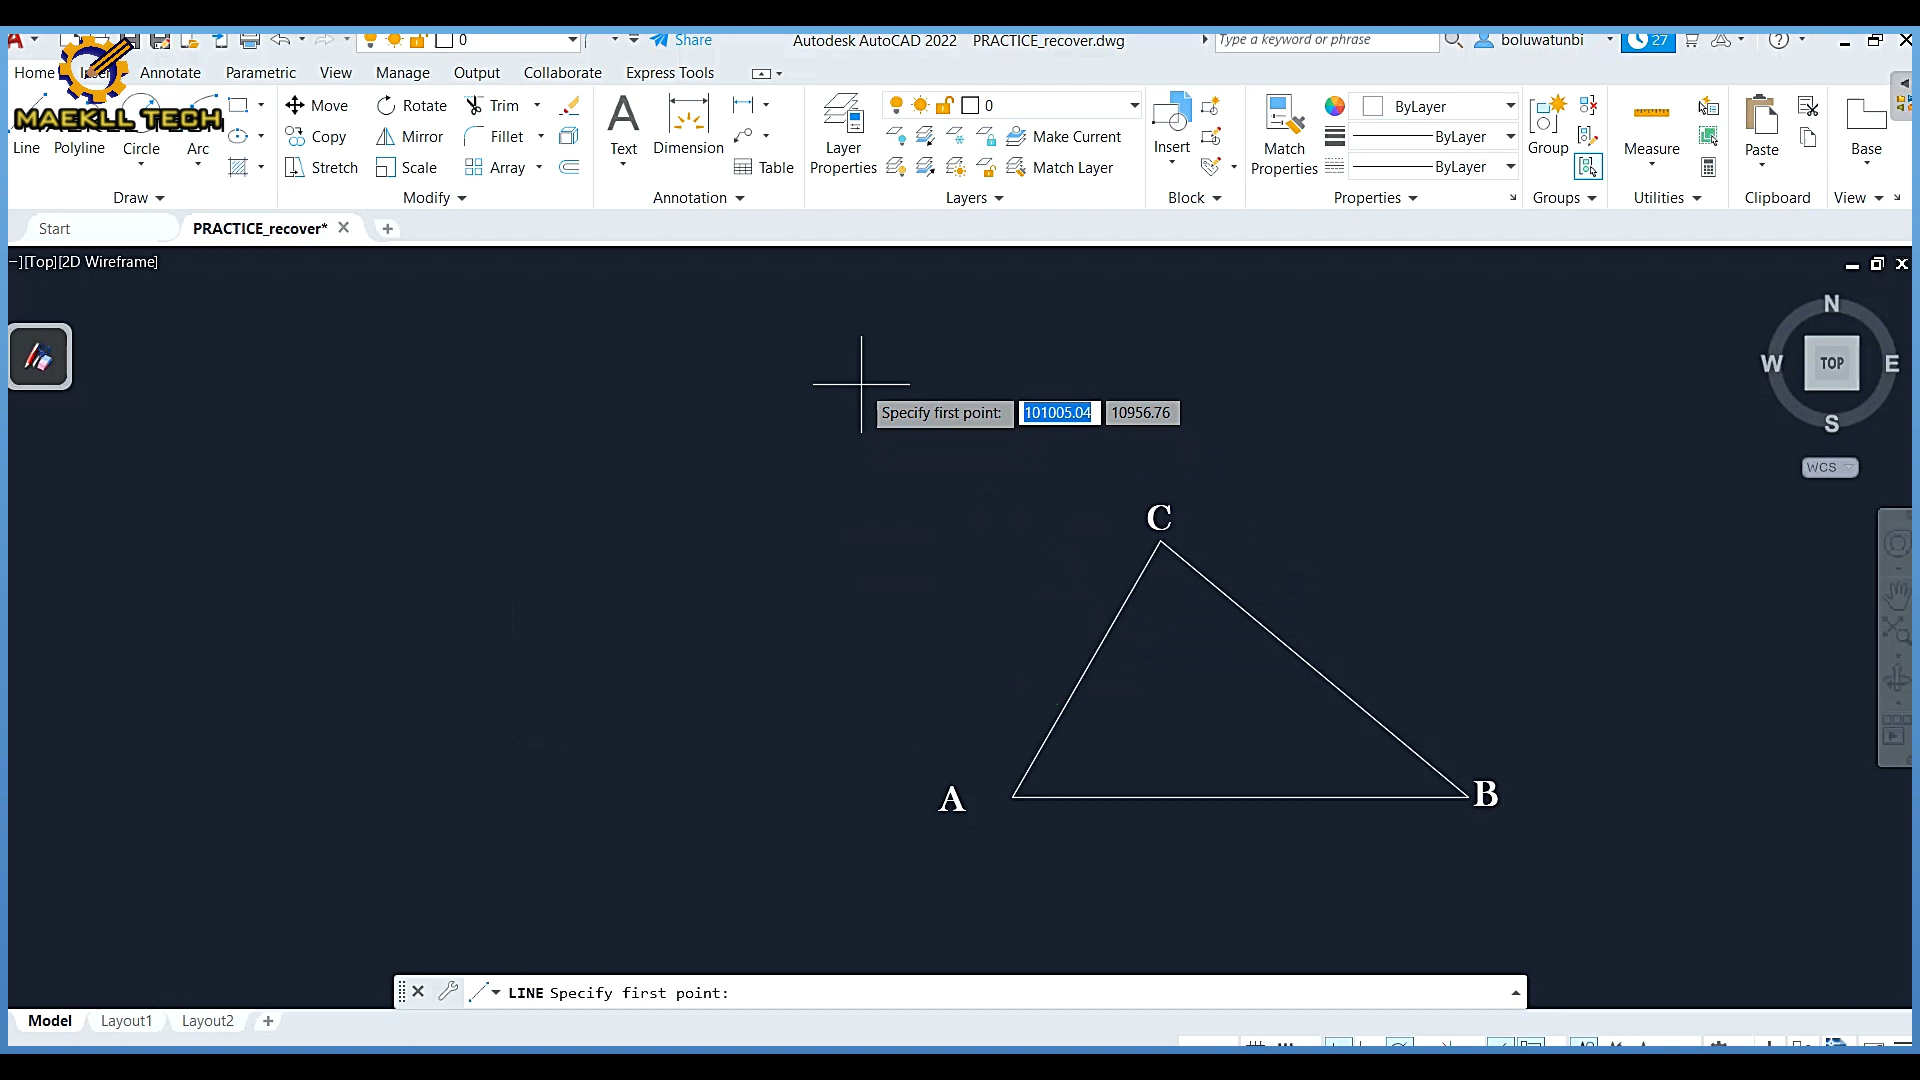 0
Share
Autodesk AutoCAD 2022 PRACTICE_recover.dwg
Type a keyword or phrase
boluwatunbi
27
Home
Annotate
Parametric
View
Manage
Output
Collaborate
Express Tools
MAEKLL TECH
Line
Polyline
Circle
Arc
Draw
Move
Rotate
Trim
Copy
Mirror
Fillet
Stretch
Scale
Array
Modify
Text
Dimension
Table
Annotation
Layer Properties
0
Make Current
Match Layer
Layers
Insert
Block
Match Properties
ByLayer
ByLayer
ByLayer
Properties
Group
Groups
Measure
Utilities
Paste
Clipboard
Base
View
Start
PRACTICE_recover*
−][Top][2D Wireframe]
N
W
TOP
E
S
WCS
Specify first point: 101005.04 10956.76
C
A
B
LINE Specify first point:
Model
Layout1
Layout2